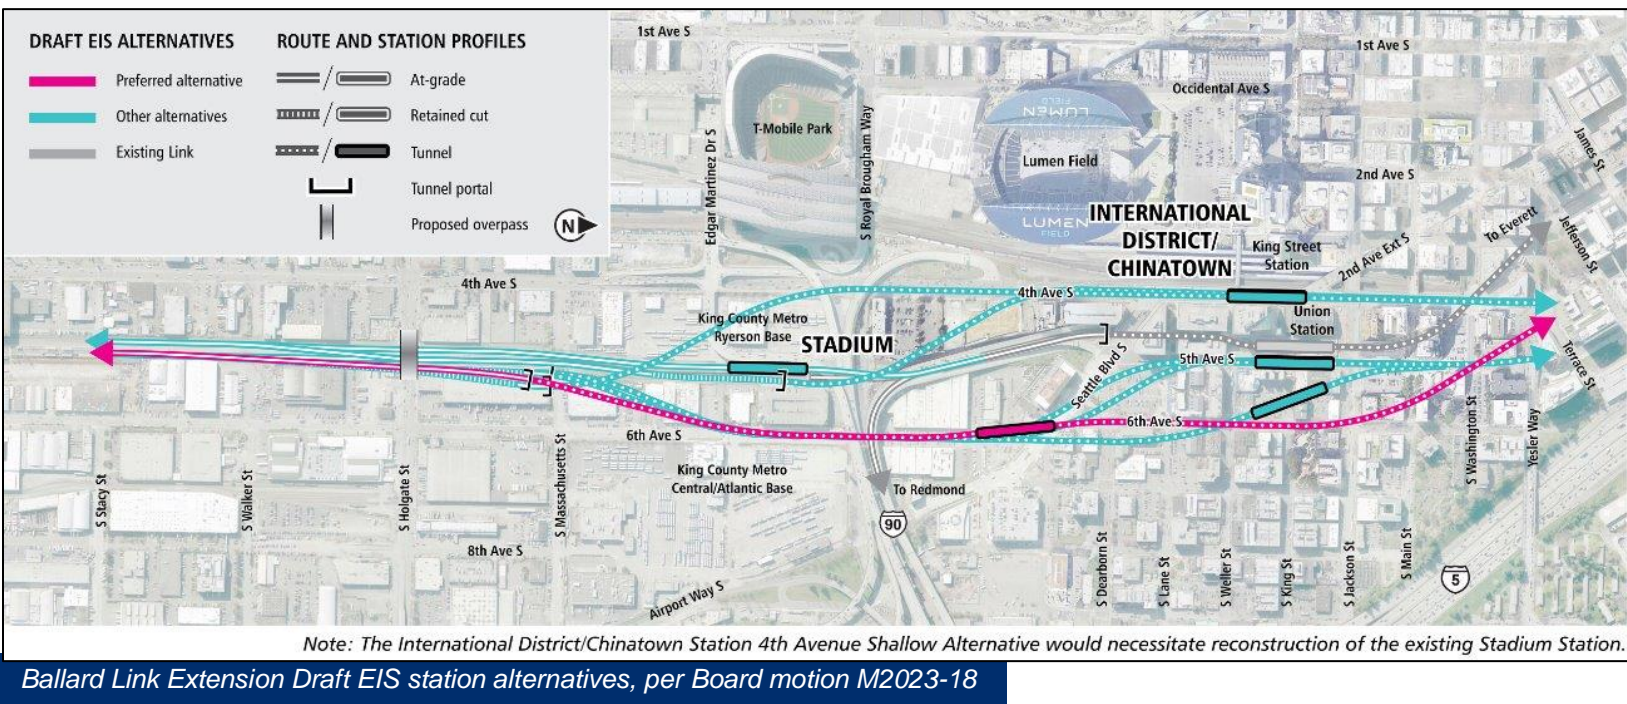 DRAFT EIS ALTERNATIVES
Preferred alternative
Other alternatives
Existing Link
ROUTE AND STATION PROFILES
At-grade
Retained cut
Tunnel
Tunnel portal
Proposed overpass
N
1st Ave S
1st Ave S
Occidental Ave S
T-Mobile Park
Edgar Martinez Dr S
S Royal Brougham Way
LUMEN
FIELD
Lumen Field
LUMEN
FIELD
2nd Ave S
James St
Jefferson St
To Everett
2nd Ave Ext S
INTERNATIONAL
DISTRICT/
CHINATOWN
King Street
Station
4th Ave S
4th Ave S
Union
Station
King County Metro
Ryerson Base
STADIUM
Seattle Blvd S
5th Ave S
Terrace St
6th Ave S
6th Ave S
King County Metro
Central/Atlantic Base
To Redmond
90
S Stacy St
S Walker St
S Holgate St
S Massachusetts St
8th Ave S
Airport Way S
S Dearborn St
S Lane St
S Weller St
S King St
S Jackson St
S Main St
S Washington St
Yesler Way
5
Note: The International District/Chinatown Station 4th Avenue Shallow Alternative would necessitate reconstruction of the existing Stadium Station.
Ballard Link Extension Draft EIS station alternatives, per Board motion M2023-18